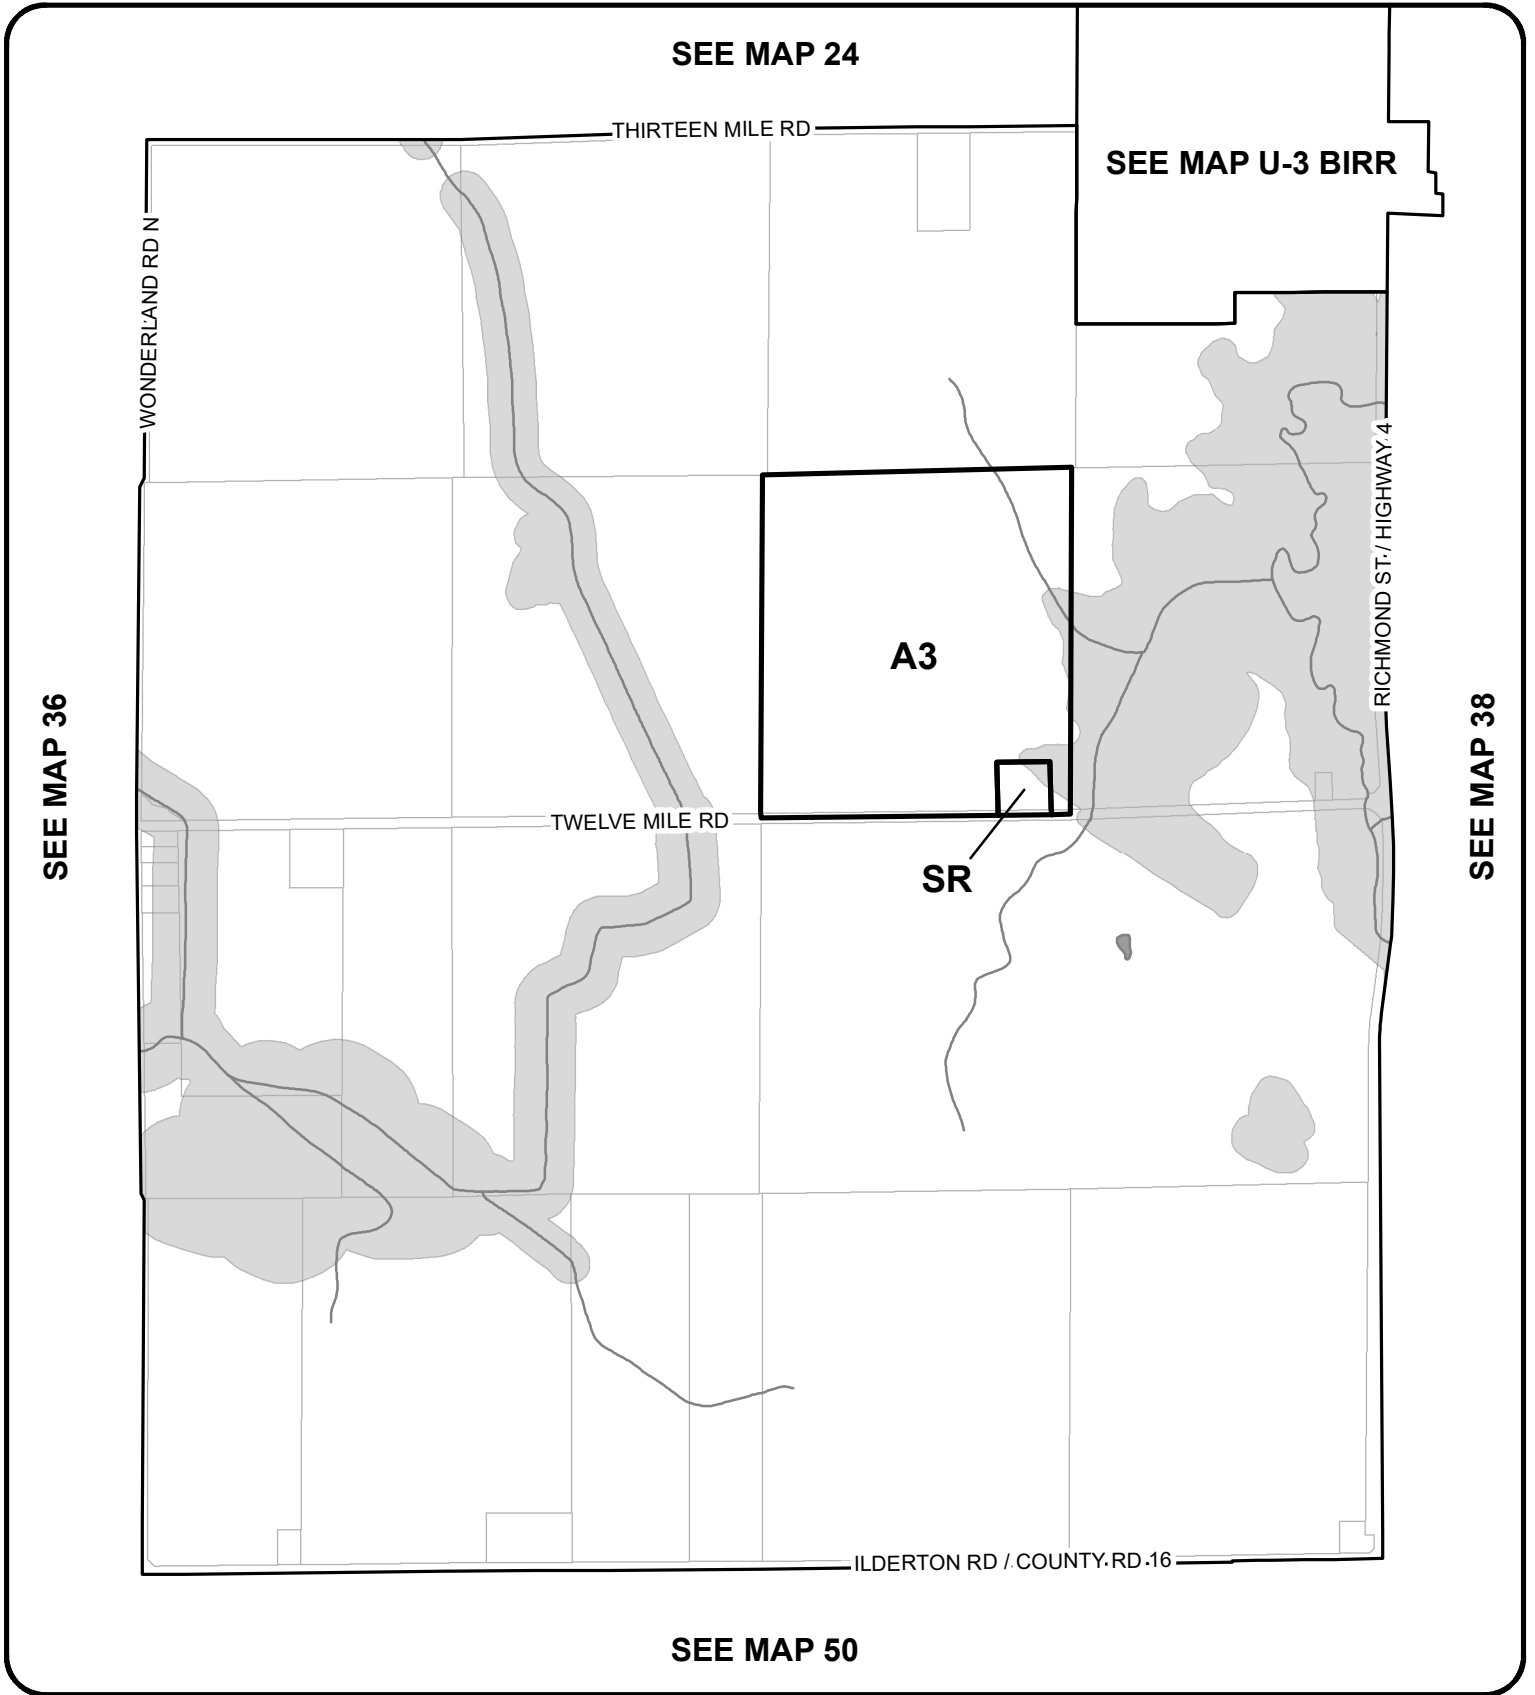 SEE MAP 24
THIRTEEN MILE RD
SEE MAP U-3 BIRR
WONDERLAND RD N
RICHMOND ST / HIGHWAY 4
A3
SEE MAP 36
SEE MAP 38
TWELVE MILE RD
SR
ILDERTON RD / COUNTY RD 16
SEE MAP 50